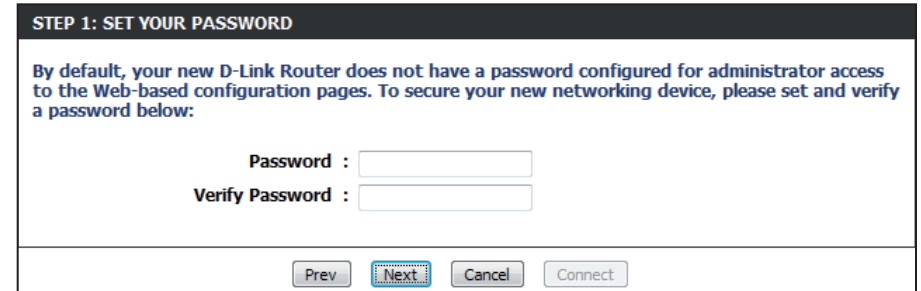 STEP 1: SET YOUR PASSWORD
By default, your new D-Link Router does not have a password configured for administrator access
to the Web-based configuration pages. To secure your new networking device, please set and verify
a password below:
Password :
Verify Password :
Prev Next Cancel Connect